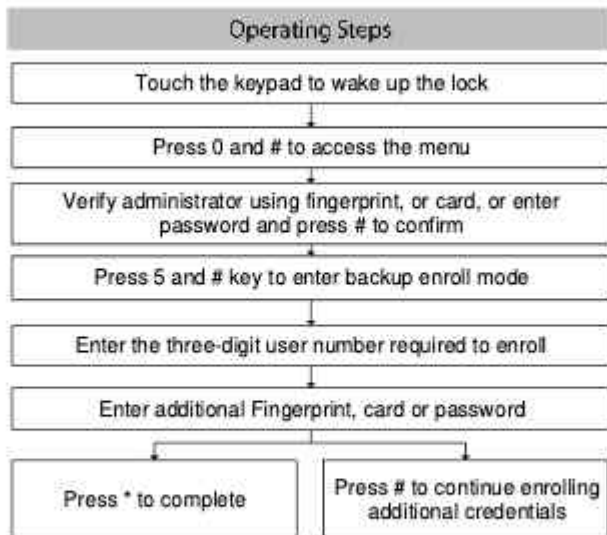 Operating Steps
Touch the keypad to wake up the lock
Press 0 and # to access the menu
Verify administrator using fingerprint, or card, or enter
password and press # to confirm
Press 5 and # key to enter backup enroll mode
Enter the three-digit user number required to enroll
Enter additional Fingerprint, card or password
Press * to complete
Press # to continue enrolling
additional credentials